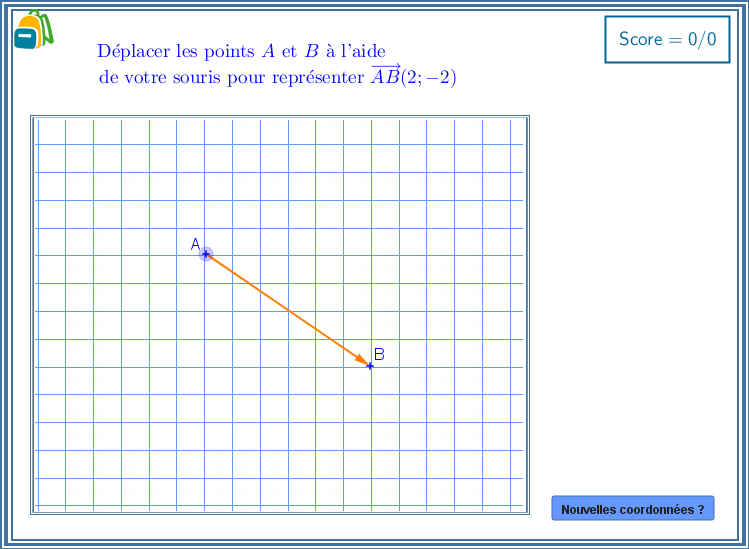 Déplacer les points A et B à l'aide
de votre souris pour représenter $\overrightarrow{AB}$(2; −2)
Score = 0/0
A
B
Nouvelles coordonnées ?